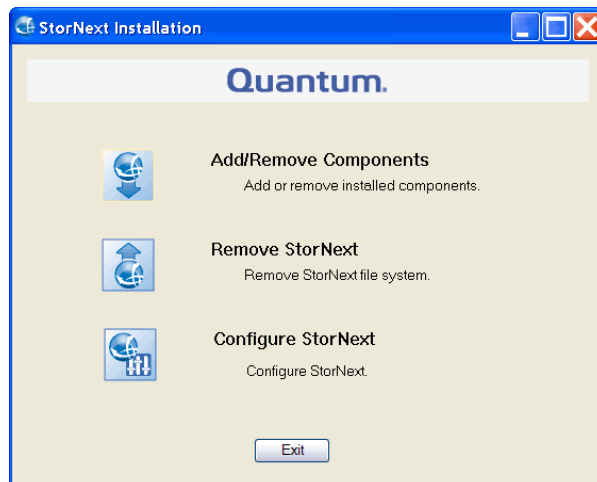 StorNext Installation
Quantum.
Add/Remove Components
Add or remove installed components.
Remove StorNext
Remove StorNext file system.
Configure StorNext
Configure StorNext.
Exit